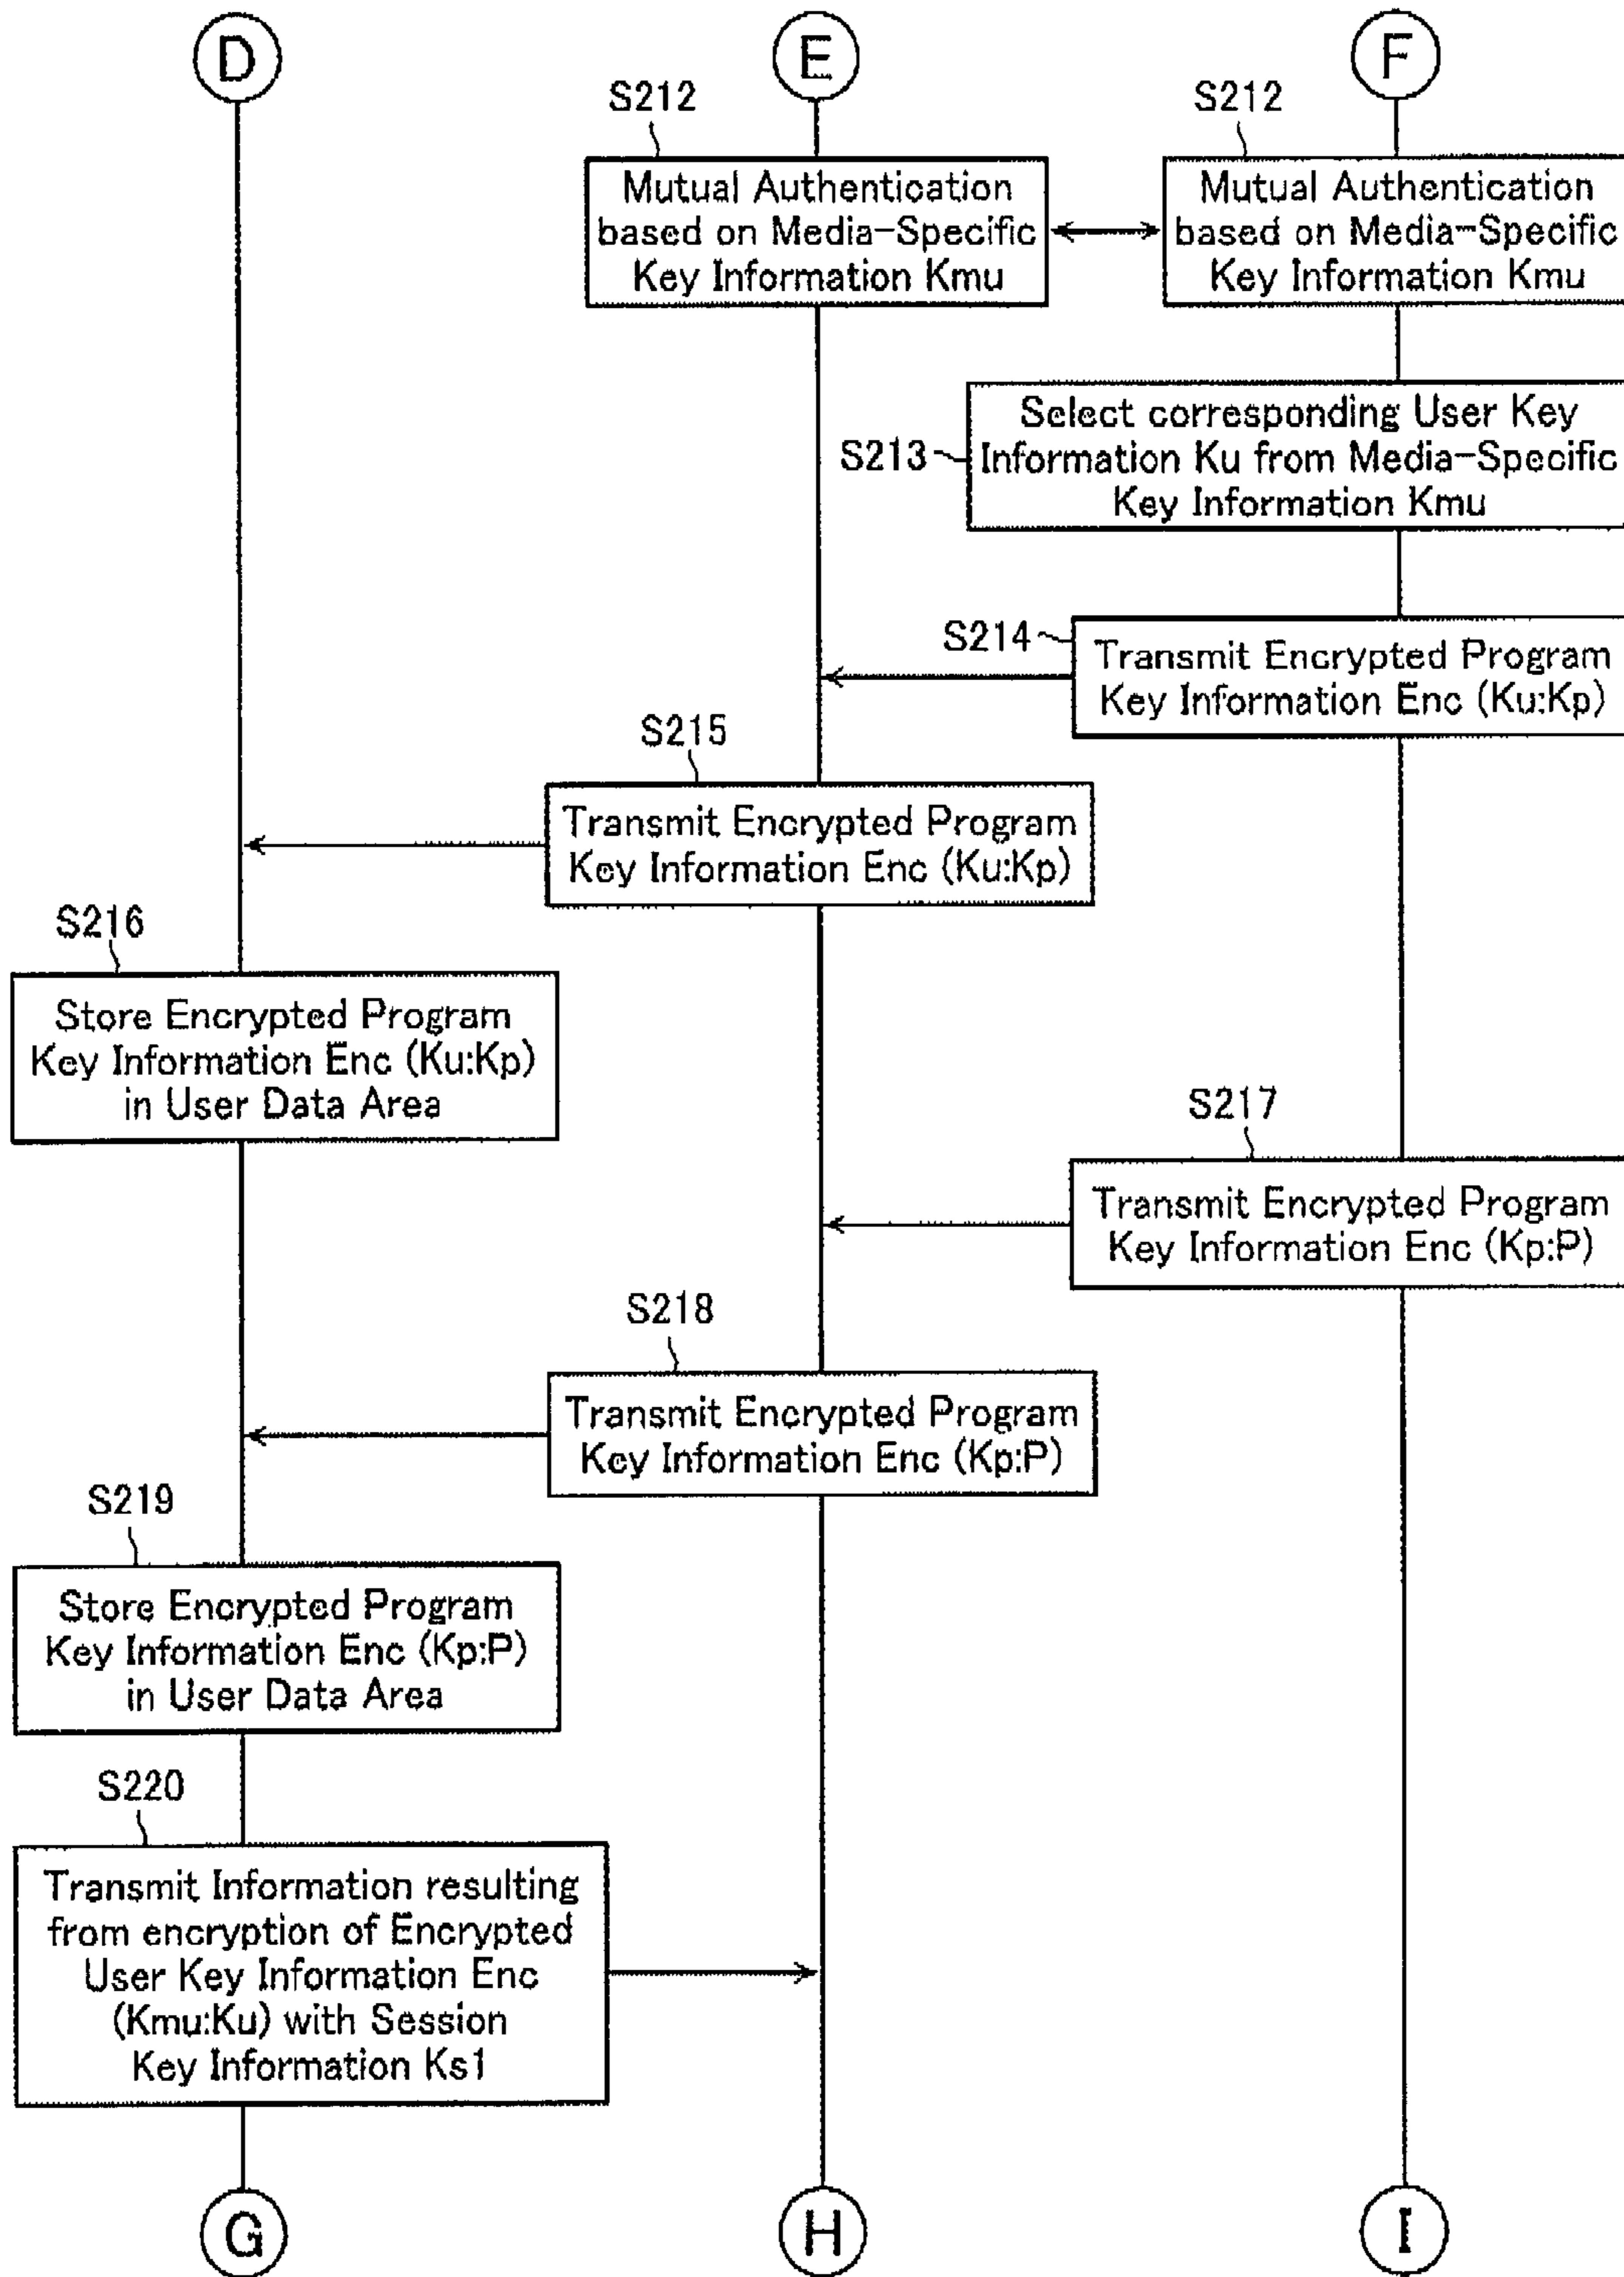 D
E
F
S212
S212
Mutual Authentication
based on Media-Specific
Key Information Kmu
Mutual Authentication
based on Media-Specific
Key Information Kmu
S213
Select corresponding User Key
Information Ku from Media-Specific
Key Information Kmu
S214
Transmit Encrypted Program
Key Information Enc (Ku:Kp)
S215
Transmit Encrypted Program
Key Information Enc (Ku:Kp)
S216
Store Encrypted Program
Key Information Enc (Ku:Kp)
in User Data Area
S217
Transmit Encrypted Program
Key Information Enc (Kp:P)
S218
Transmit Encrypted Program
Key Information Enc (Kp:P)
S219
Store Encrypted Program
Key Information Enc (Kp:P)
in User Data Area
S220
Transmit Information resulting
from encryption of Encrypted
User Key Information Enc
(Kmu:Ku) with Session
Key Information Ks1
G
H
I